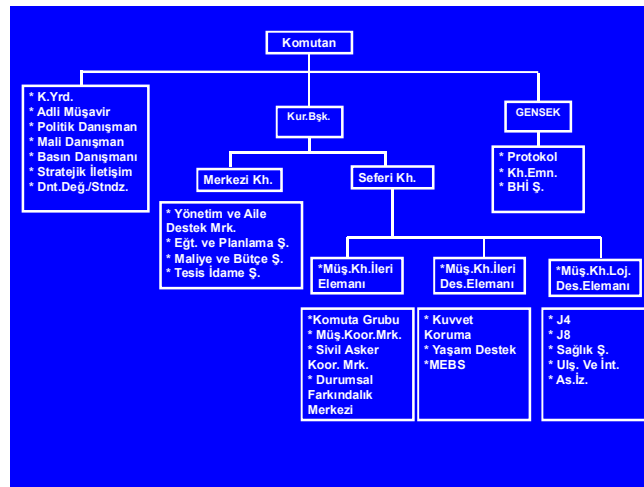 Komutan
* K.Yrd.
* Adli Müşavir
* Politik Danışman
* Mali Danışman
* Basın Danışmanı
* Stratejik İletişim
* Dnt.Değ./Stndz.
Kur.Bşk.
GENSEK
* Protokol
* Kh.Emn.
* BHİ Ş.
Merkezi Kh.
Seferi Kh.
* Yönetim ve Aile
Destek Mrk.
* Eğt. ve Planlama Ş.
* Maliye ve Bütçe Ş.
* Tesis İdame Ş.
*Müş.Kh.İleri
Elemanı
*Müş.Kh.İleri
Des.Elemanı
*Müş.Kh.Loj.
Des.Elemanı
*Komuta Grubu
* Müş.Koor.Mrk.
* Sivil Asker
Koor. Mrk.
* Durumsal
Farkındalık
Merkezi
* Kuvvet
Koruma
* Yaşam Destek
*MEBS
* J4
* J8
* Sağlık Ş.
* Ulş. Ve İnt.
* As.İz.